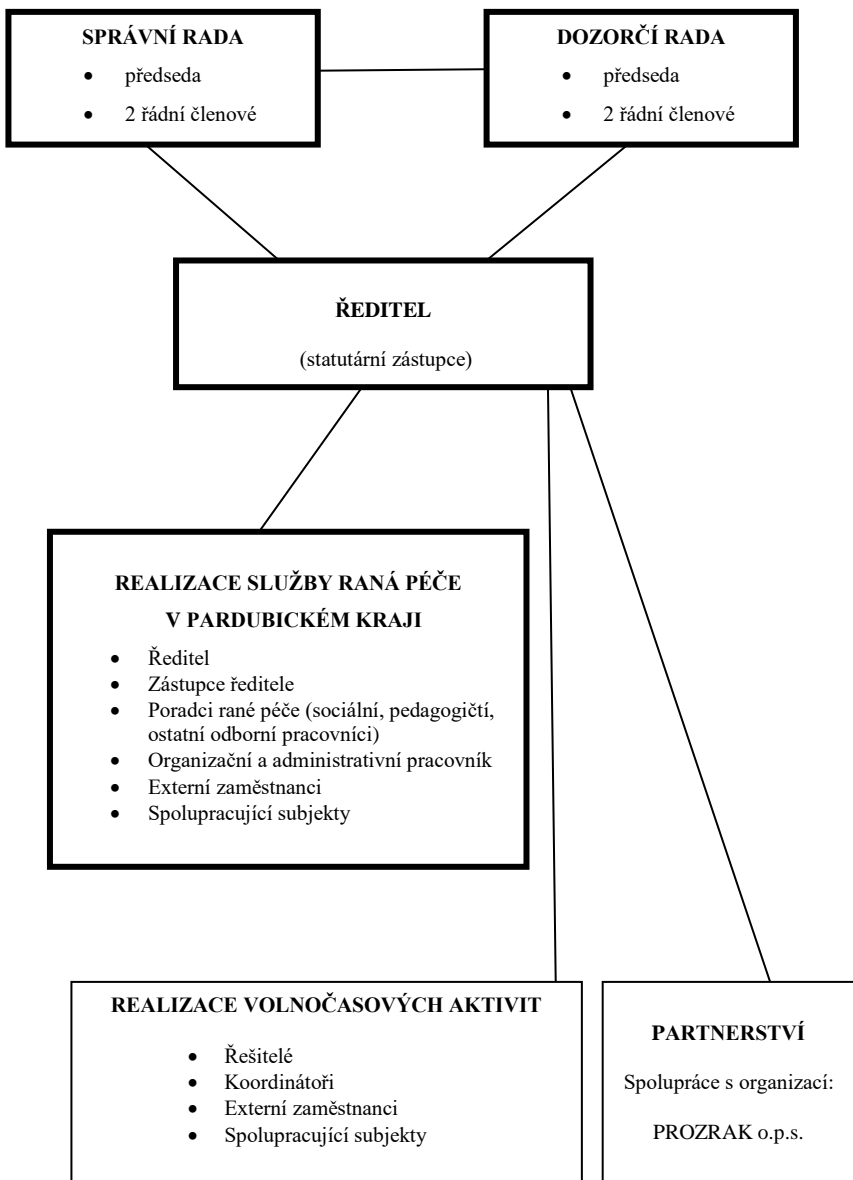 SPRÁVNÍ RADA
• předseda
• 2 řádní členové
DOZORČÍ RADA
• předseda
• 2 řádní členové
ŘEDITEL
(statutární zástupce)
REALIZACE SLUŽBY RANÁ PÉČE
V PARDUBICKÉM KRAJI
• Ředitel
• Zástupce ředitele
• Poradci rané péče (sociální, pedagogičtí,
ostatní odborní pracovníci)
• Organizační a administrativní pracovník
• Externí zaměstnanci
• Spolupracující subjekty
REALIZACE VOLNOČASOVÝCH AKTIVIT
• Řešitelé
• Koordinátoři
• Externí zaměstnanci
• Spolupracující subjekty
PARTNERSTVÍ
Spolupráce s organizací:
PROZRAK o.p.s.